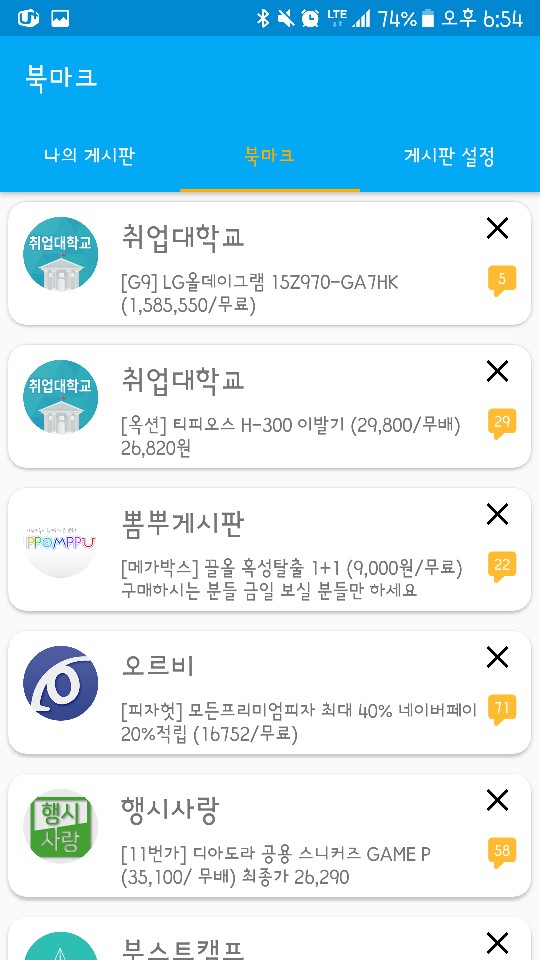 LTE 74% 오후 6:54
북마크
나의 게시판 북마크 게시판 설정
취업대학교
취업대학교
[G9] LG올데이그램 15Z970-GA7HK
(1,585,550/무료)
5
취업대학교
취업대학교
[옥션] 티피오스 H-300 이발기 (29,800/무배)
26,820원
29
뽐뿌게시판
PPOMPPU
[메가박스] 끌올 혹성탈출 1+1 (9,000원/무료)
구매하시는 분들 금일 보실 분들만 하세요
22
오르비
[피자헛] 모든프리미엄피자 최대 40% 네이버페이
20%적립 (16752/무료)
71
행시사랑
행시
사랑
[11번가] 디아도라 공용 스니커즈 GAME P
(35,100/ 무배) 최종가 26,290
58
부스트캠프